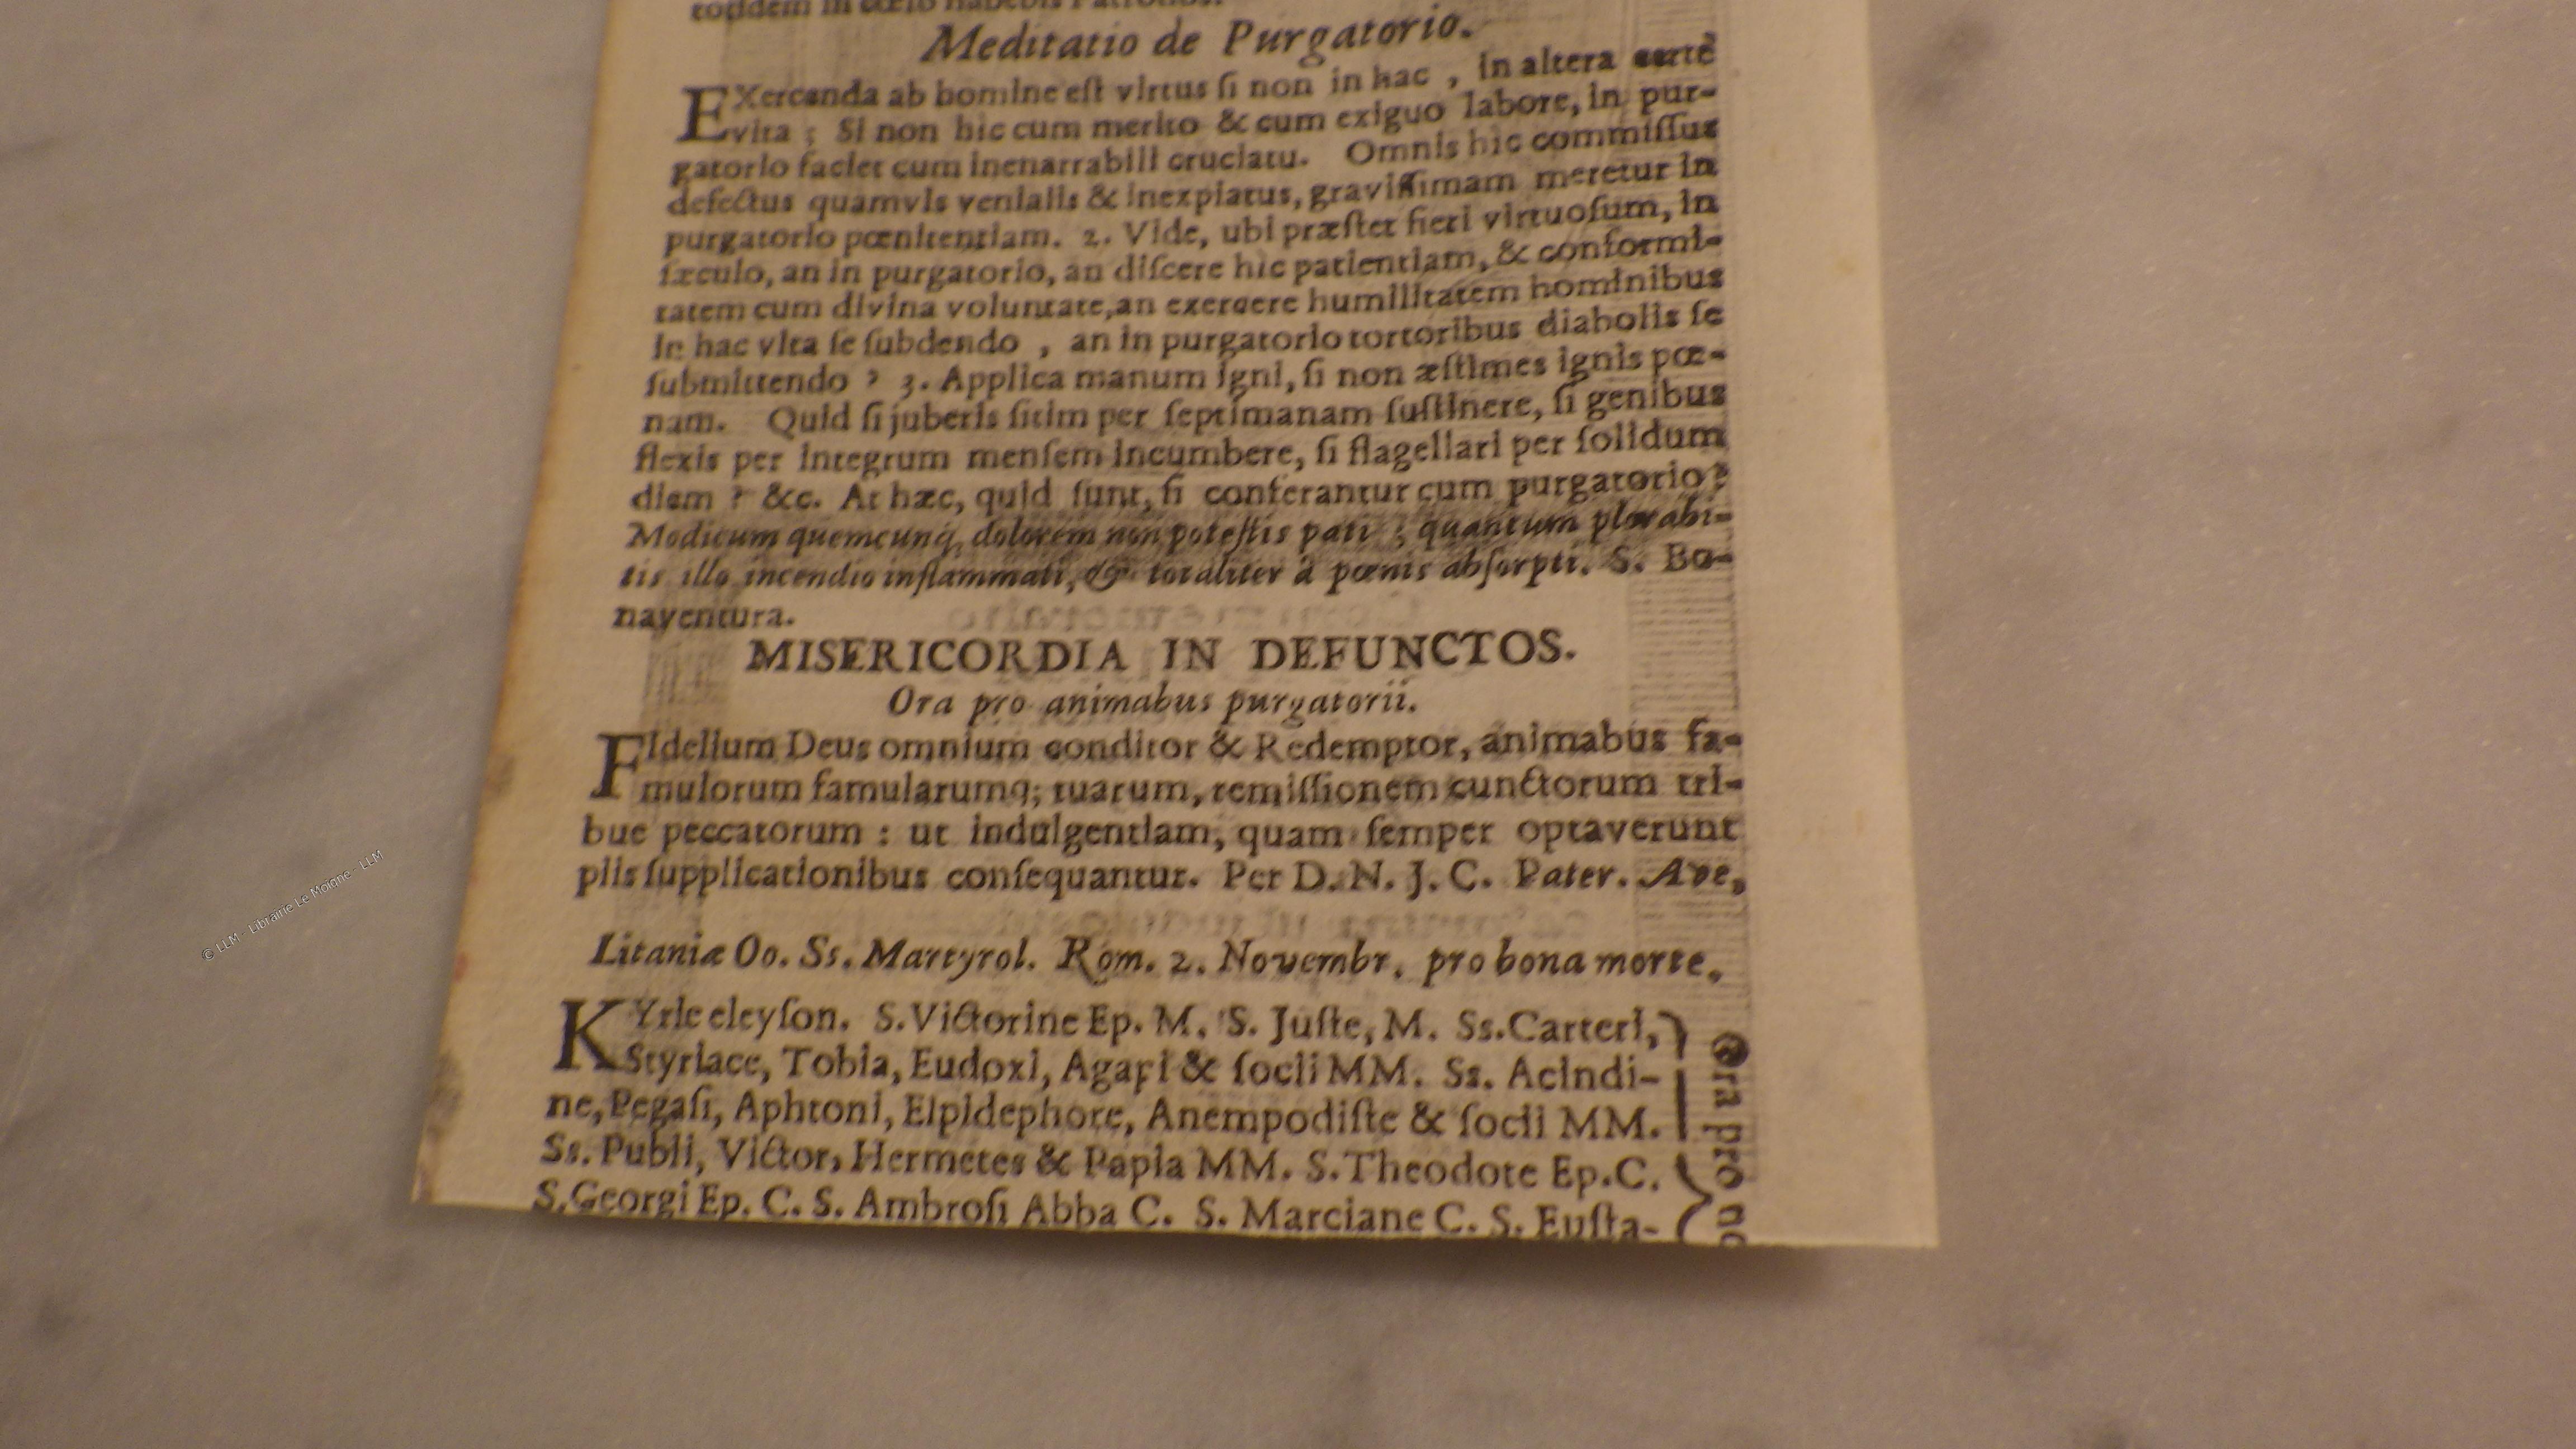 totidem in cœlo habebis Patronos.
Meditatio de Purgatorio.
EXercenda ab homine eſt virtus ſi non in hac , in altera certè
vita ; Si non hic cum merito & cum exiguo labore, in pur-
gatorio faciet cum inenarrabili cruciatu. Omnis hic commiſſus
defectus quamvis venialis & inexpiatus, graviſſimam meretur in
purgatorio pœnitentiam. 2. Vide, ubi præſtet fieri virtuoſum, in
ſæculo, an in purgatorio, an diſcere hic patientiam, & conformi-
tatem cum divina voluntate, an exercere humilitatem hominibus
in hac vita ſe ſubdendo , an in purgatorio tortoribus diabolis ſe
ſubmittendo ? 3. Applica manum igni, ſi non æſtimes ignis pœ-
nam. Quid ſi juberis ſitim per ſeptimanam ſuſtinere, ſi genibus
flexis per integrum menſem incumbere, ſi flagellari per ſolidum
diem ? &c. At hæc, quid ſunt, ſi conferantur cum purgatorio?
Modicum quemcunq; dolorem non poteſtis pati ; quantum plorabi-
tis illo incendio inflammati, & totaliter à pœnis abſorpti. S. Bo-
naventura.
MISERICORDIA IN DEFUNCTOS.
Ora pro animabus purgatorii.
FIdelium Deus omnium conditor & Redemptor, animabus fa-
mulorum famularumq; tuarum, remiſſionem cunctorum tri-
bue peccatorum : ut indulgentiam, quam ſemper optaverunt
piis ſupplicationibus conſequantur. Per D. N. J. C. Pater. Ave,
Litaniæ Oo. Ss. Martyrol. Rom. 2. Novembr. pro bona morte.
KYrie eleyſon. S. Victorine Ep. M. S. Juſte, M. Ss. Carteri,
Styriace, Tobia, Eudoxi, Agapi & ſocii MM. Ss. Acindi-
ne, Pegaſi, Aphtoni, Elpidephore, Anempodiſte & ſocii MM.
Ss. Publi, Victor, Hermetes & Papia MM. S. Theodote Ep. C.
S. Georgi Ep. C. S. Ambroſi Abba C. S. Marciane C. S. Euſta-
Ora pro no
© LLM - Librairie Le Moigne - LLM